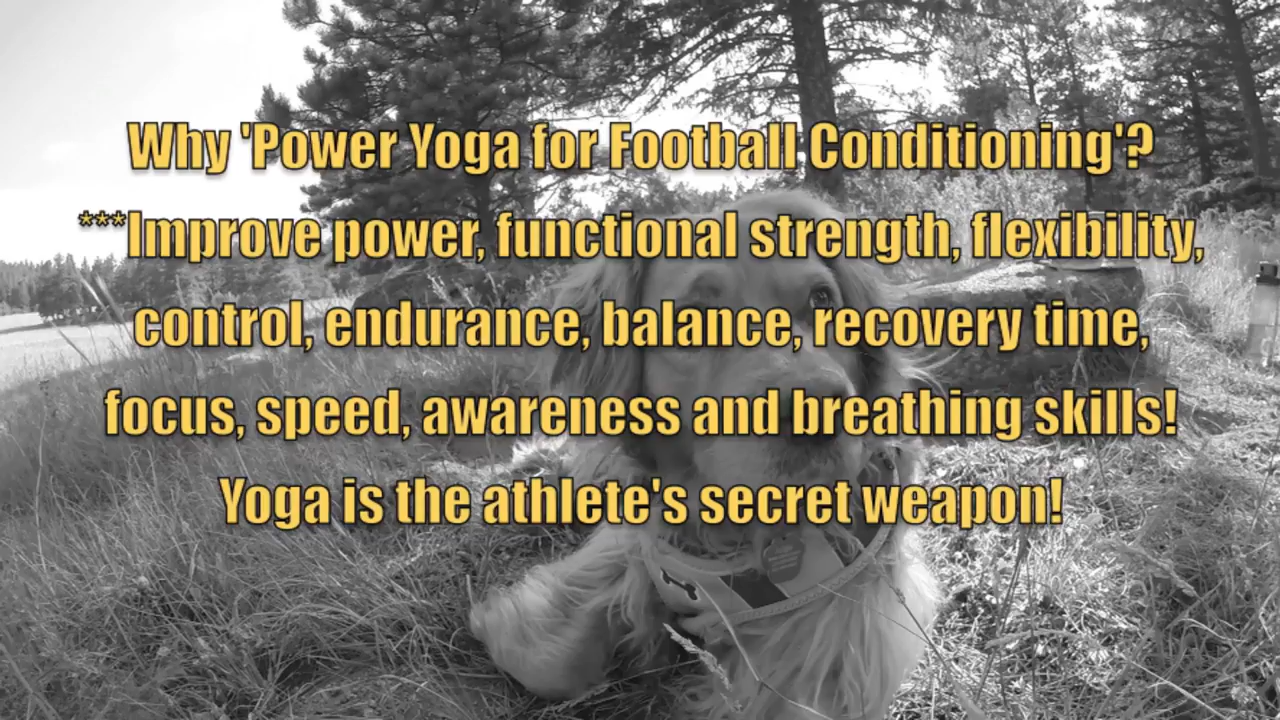 Why 'Power Yoga for Football Conditioning'?
***Improve power, functional strength, flexibility,
control, endurance, balance, recovery time,
focus, speed, awareness and breathing skills!
Yoga is the athlete's secret weapon!